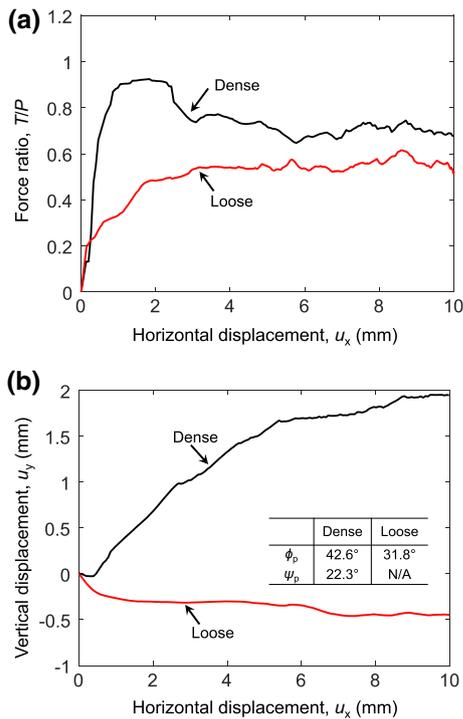 (a)
1.2
1
0.8
0.6
0.4
0.2
0
Force ratio, T/P
Dense
Loose
0 2 4 6 8 10
Horizontal displacement, uₓ (mm)
(b)
2
1.5
1
0.5
0
-0.5
-1
Vertical displacement, uᵧ (mm)
Dense
Dense Loose
ϕₚ 42.6° 31.8°
ψₚ 22.3° N/A
Loose
0 2 4 6 8 10
Horizontal displacement, uₓ (mm)